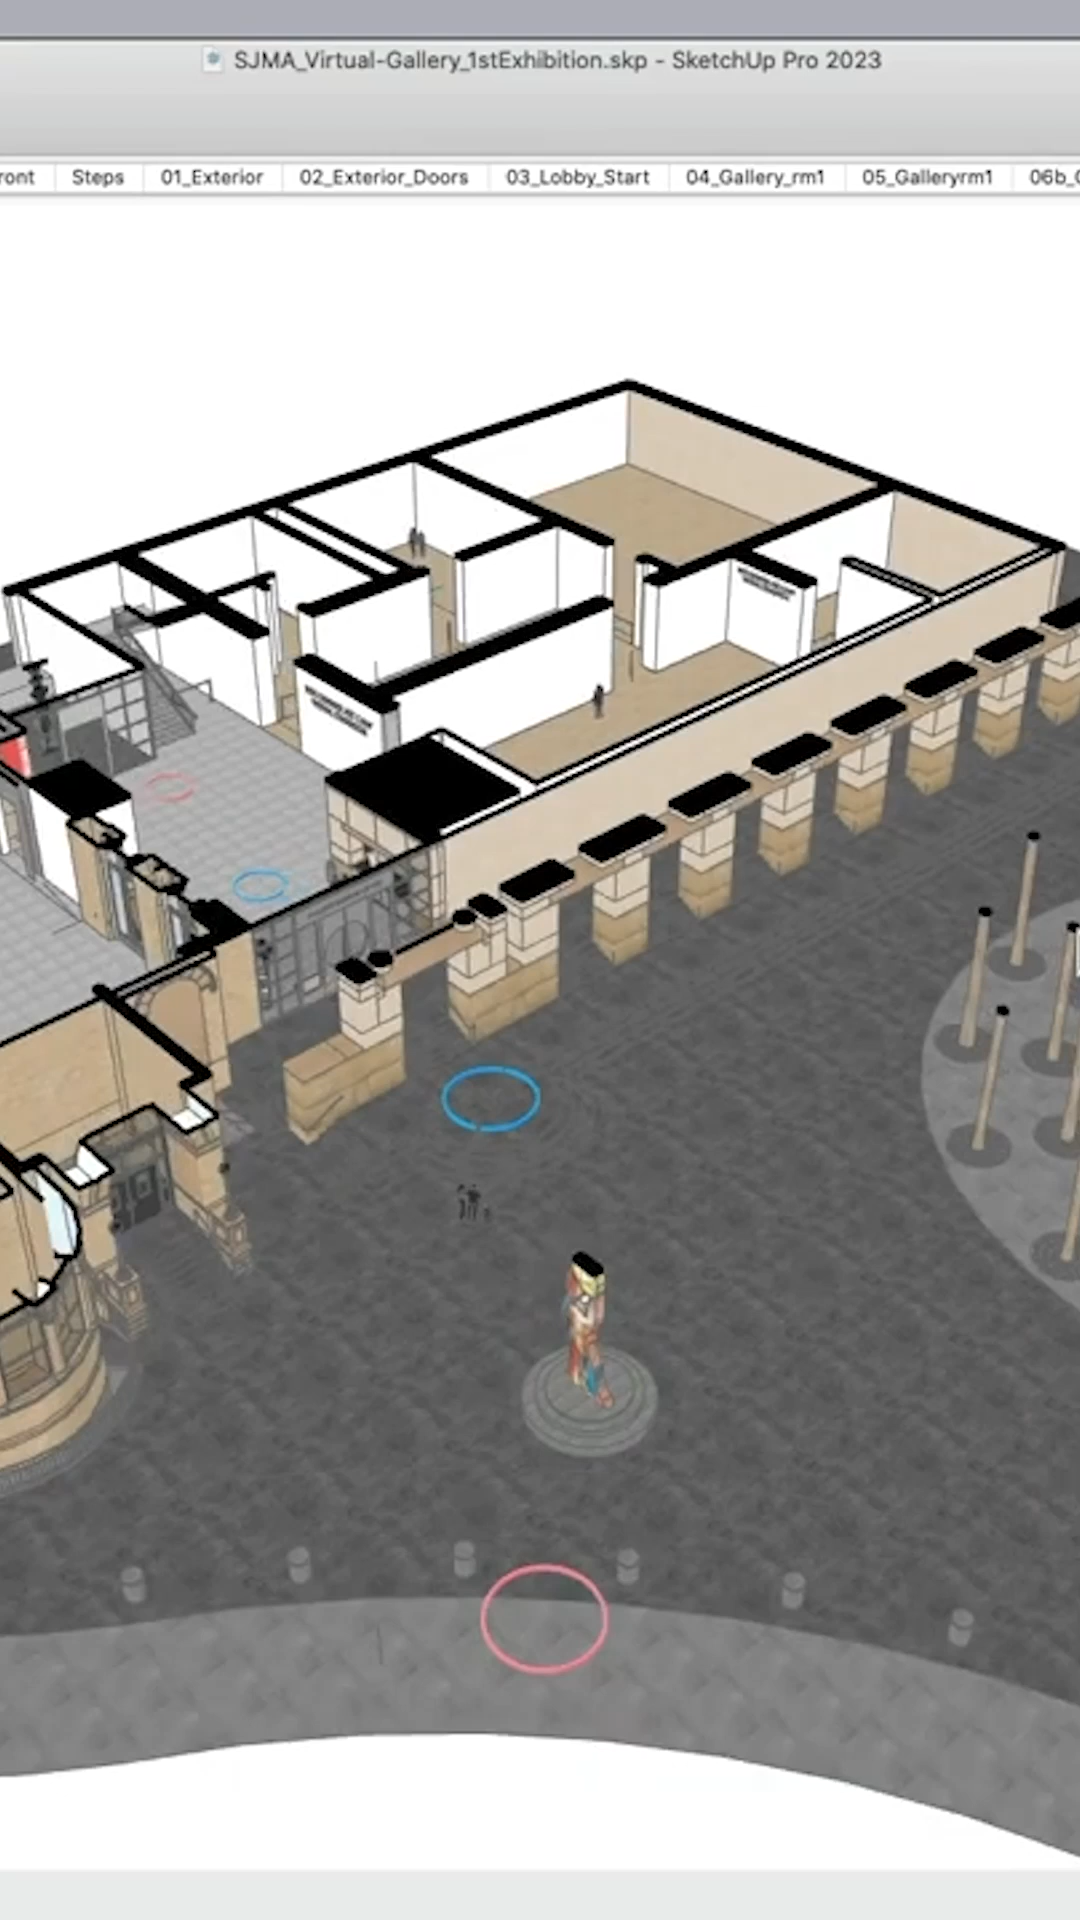 SJMA_Virtual-Gallery_1stExhibition.skp - SketchUp Pro 2023
ront Steps 01_Exterior 02_Exterior_Doors 03_Lobby_Start 04_Gallery_rm1 05_Galleryrm1 06b_